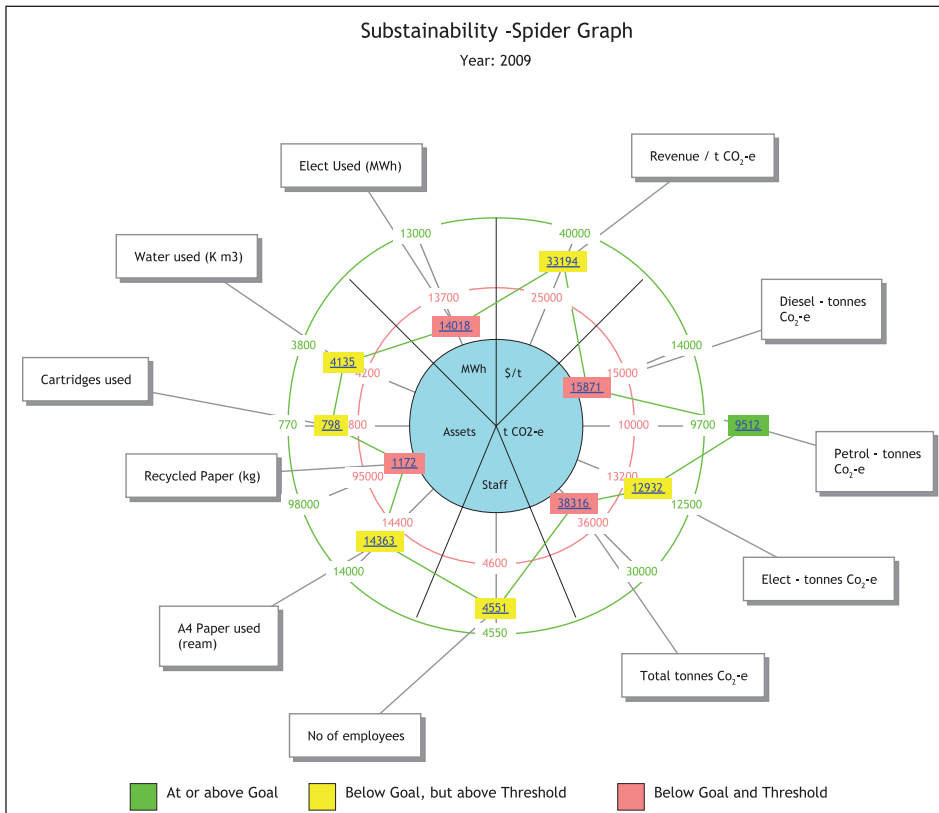 Substainability -Spider Graph
Year: 2009
Revenue / t CO₂-e
Elect Used (MWh)
Water used (K m3)
Diesel - tonnes
Co₂-e
Cartridges used
Petrol - tonnes
Co₂-e
Recycled Paper (kg)
Elect - tonnes Co₂-e
A4 Paper used
(ream)
Total tonnes Co₂-e
No of employees
13000
40000
33194
13700
25000
14018
3800
4135
4200
14000
15000
15871
MWh
$/t
770
798
800
Assets
t CO2-e
10000
9700
9512
1172
95000
98000
Staff
13200
12932
12500
38316
36000
14400
14363
14000
4600
30000
4551
4550
At or above Goal
Below Goal, but above Threshold
Below Goal and Threshold